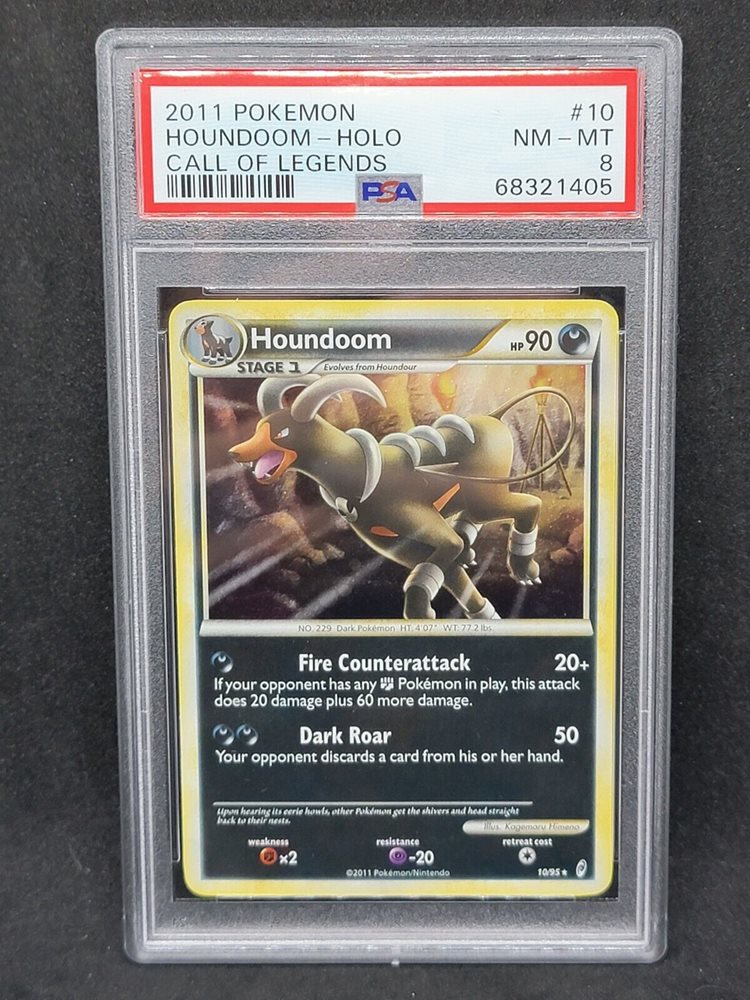 2011 POKEMON #10
HOUNDOOM - HOLO NM - MT
CALL OF LEGENDS 8
PSA 68321405
Houndoom HP 90
STAGE 1 Evolves from Houndour
NO. 229 Dark Pokémon HT: 4'07" WT: 77.2 lbs.
Fire Counterattack 20+
If your opponent has any Pokémon in play, this attack
does 20 damage plus 60 more damage.
Dark Roar 50
Your opponent discards a card from his or her hand.
Upon hearing its eerie howls, other Pokémon get the shivers and head straight
back to their nests.
Illus. Kagemaru Himeno
weakness resistance retreat cost
×2 -20
©2011 Pokémon/Nintendo 10/95 ★